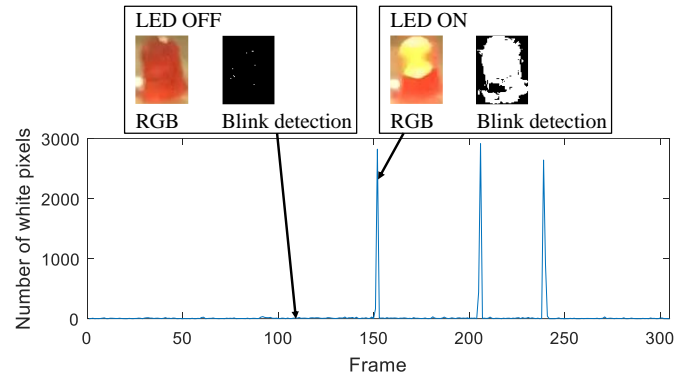 LED OFF
RGB Blink detection
LED ON
RGB Blink detection
Number of white pixels
3000
2000
1000
0
0 50 100 150 200 250 300
Frame